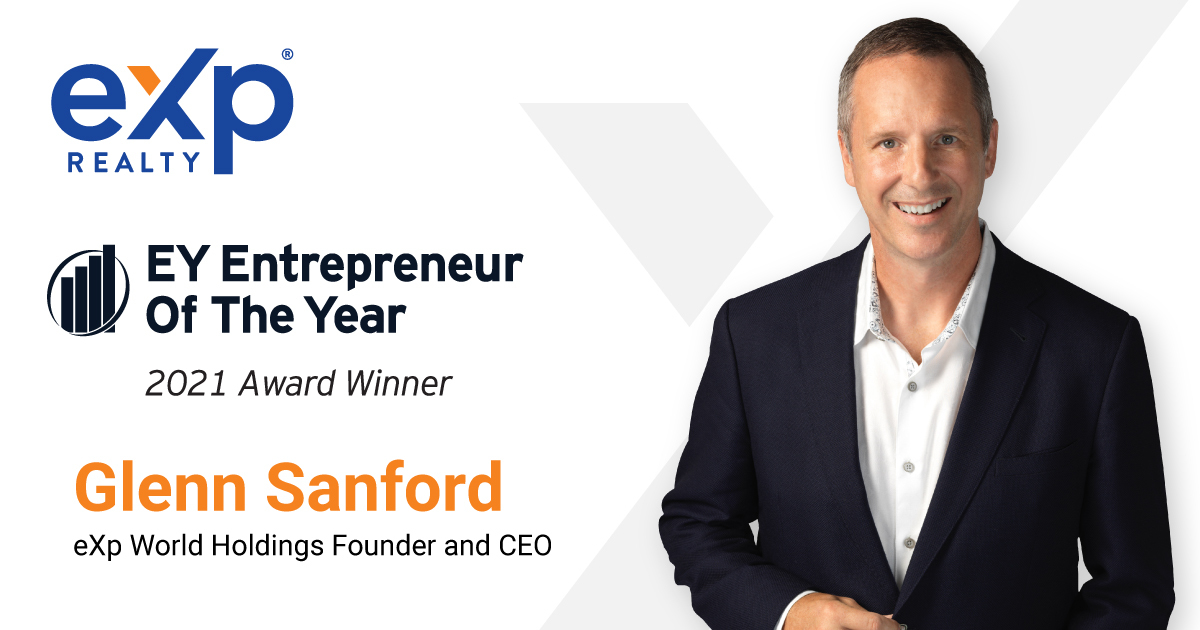 eXp®
REALTY
EY Entrepreneur
Of The Year
2021 Award Winner
Glenn Sanford
eXp World Holdings Founder and CEO